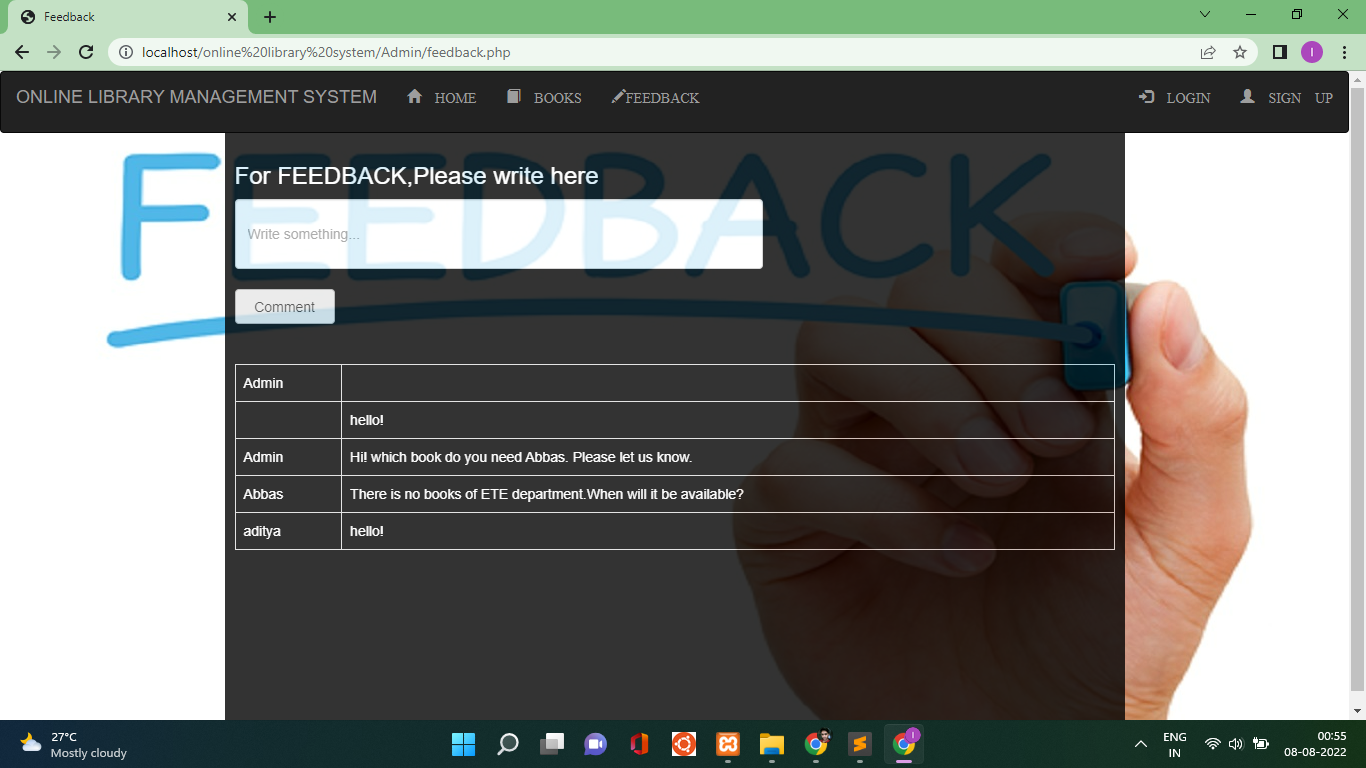 Feedback
localhost/online%20library%20system/Admin/feedback.php
I
ONLINE LIBRARY MANAGEMENT SYSTEM HOME BOOKS FEEDBACK LOGIN SIGN UP
FEEDBACK
For FEEDBACK,Please write here
Write something...
Comment
Admin
hello!
Admin Hi! which book do you need Abbas. Please let us know.
Abbas There is no books of ETE department.When will it be available?
aditya hello!
27°C
Mostly cloudy
I
ENG
IN
00:55
08-08-2022